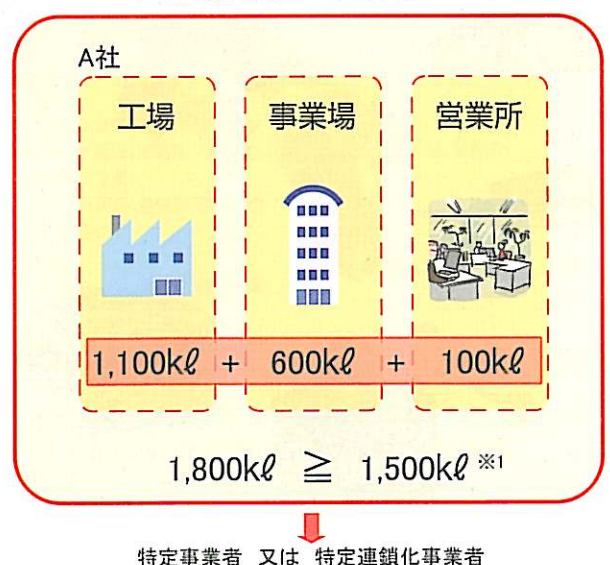 A社
工場 事業場 営業所
1,100kℓ + 600kℓ + 100kℓ
1,800kℓ ≧ 1,500kℓ ※1
特定事業者 又は 特定連鎖化事業者